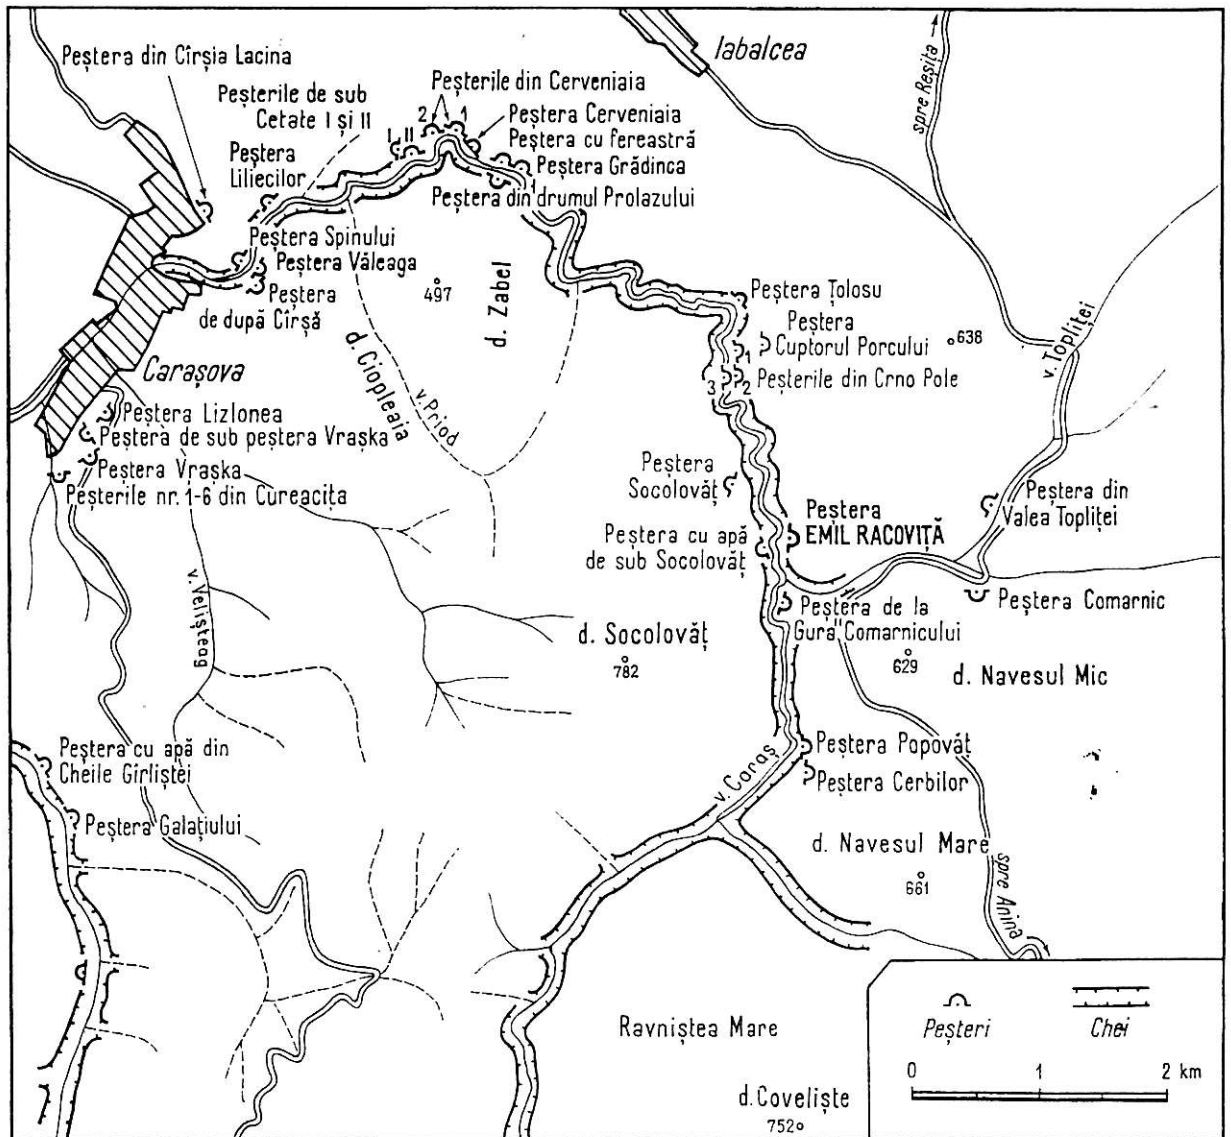 Iabalcea
spre Reșița
Peștera din Cîrșia Lacina
Peșterile din Cerveniaia
Peșterile de sub
Cetate I și II
2 1
I II
Peștera Cerveniaia
Peștera cu fereastră
Peștera Grădinca
Peștera
Liliecilor
Peștera din drumul Prolazului
Peștera Spinului
Peștera Văleaga
Peștera
de după Cîrșă
497
d. Zabel
d. Ciopleaia
v. Priod
Peștera Țolosu
Peștera
Cuptorul Porcului
638
v. Topliței
1
3 2
Peșterile din Crno Pole
Carașova
Peștera Lizlonea
Peștera de sub peștera Vrașka
Peștera Vrașka
Peșterile nr. 1-6 din Cureacița
Peștera
Socolovăț
Peștera
EMIL RACOVIȚĂ
Peștera din
Valea Topliței
Peștera cu apă
de sub Socolovăț
v. Velișteag
Peștera Comarnic
Peștera de la
Gura Comarnicului
d. Socolovăț
782
629
d. Navesul Mic
Peștera cu apă din
Cheile Gîrliștei
Peștera Popovăț
v. Caraș
Peștera Cerbilor
Peștera Galațiului
d. Navesul Mare
661
spre Anina
Ravniștea Mare
d. Coveliște
752
Peșteri
Chei
0 1 2 km